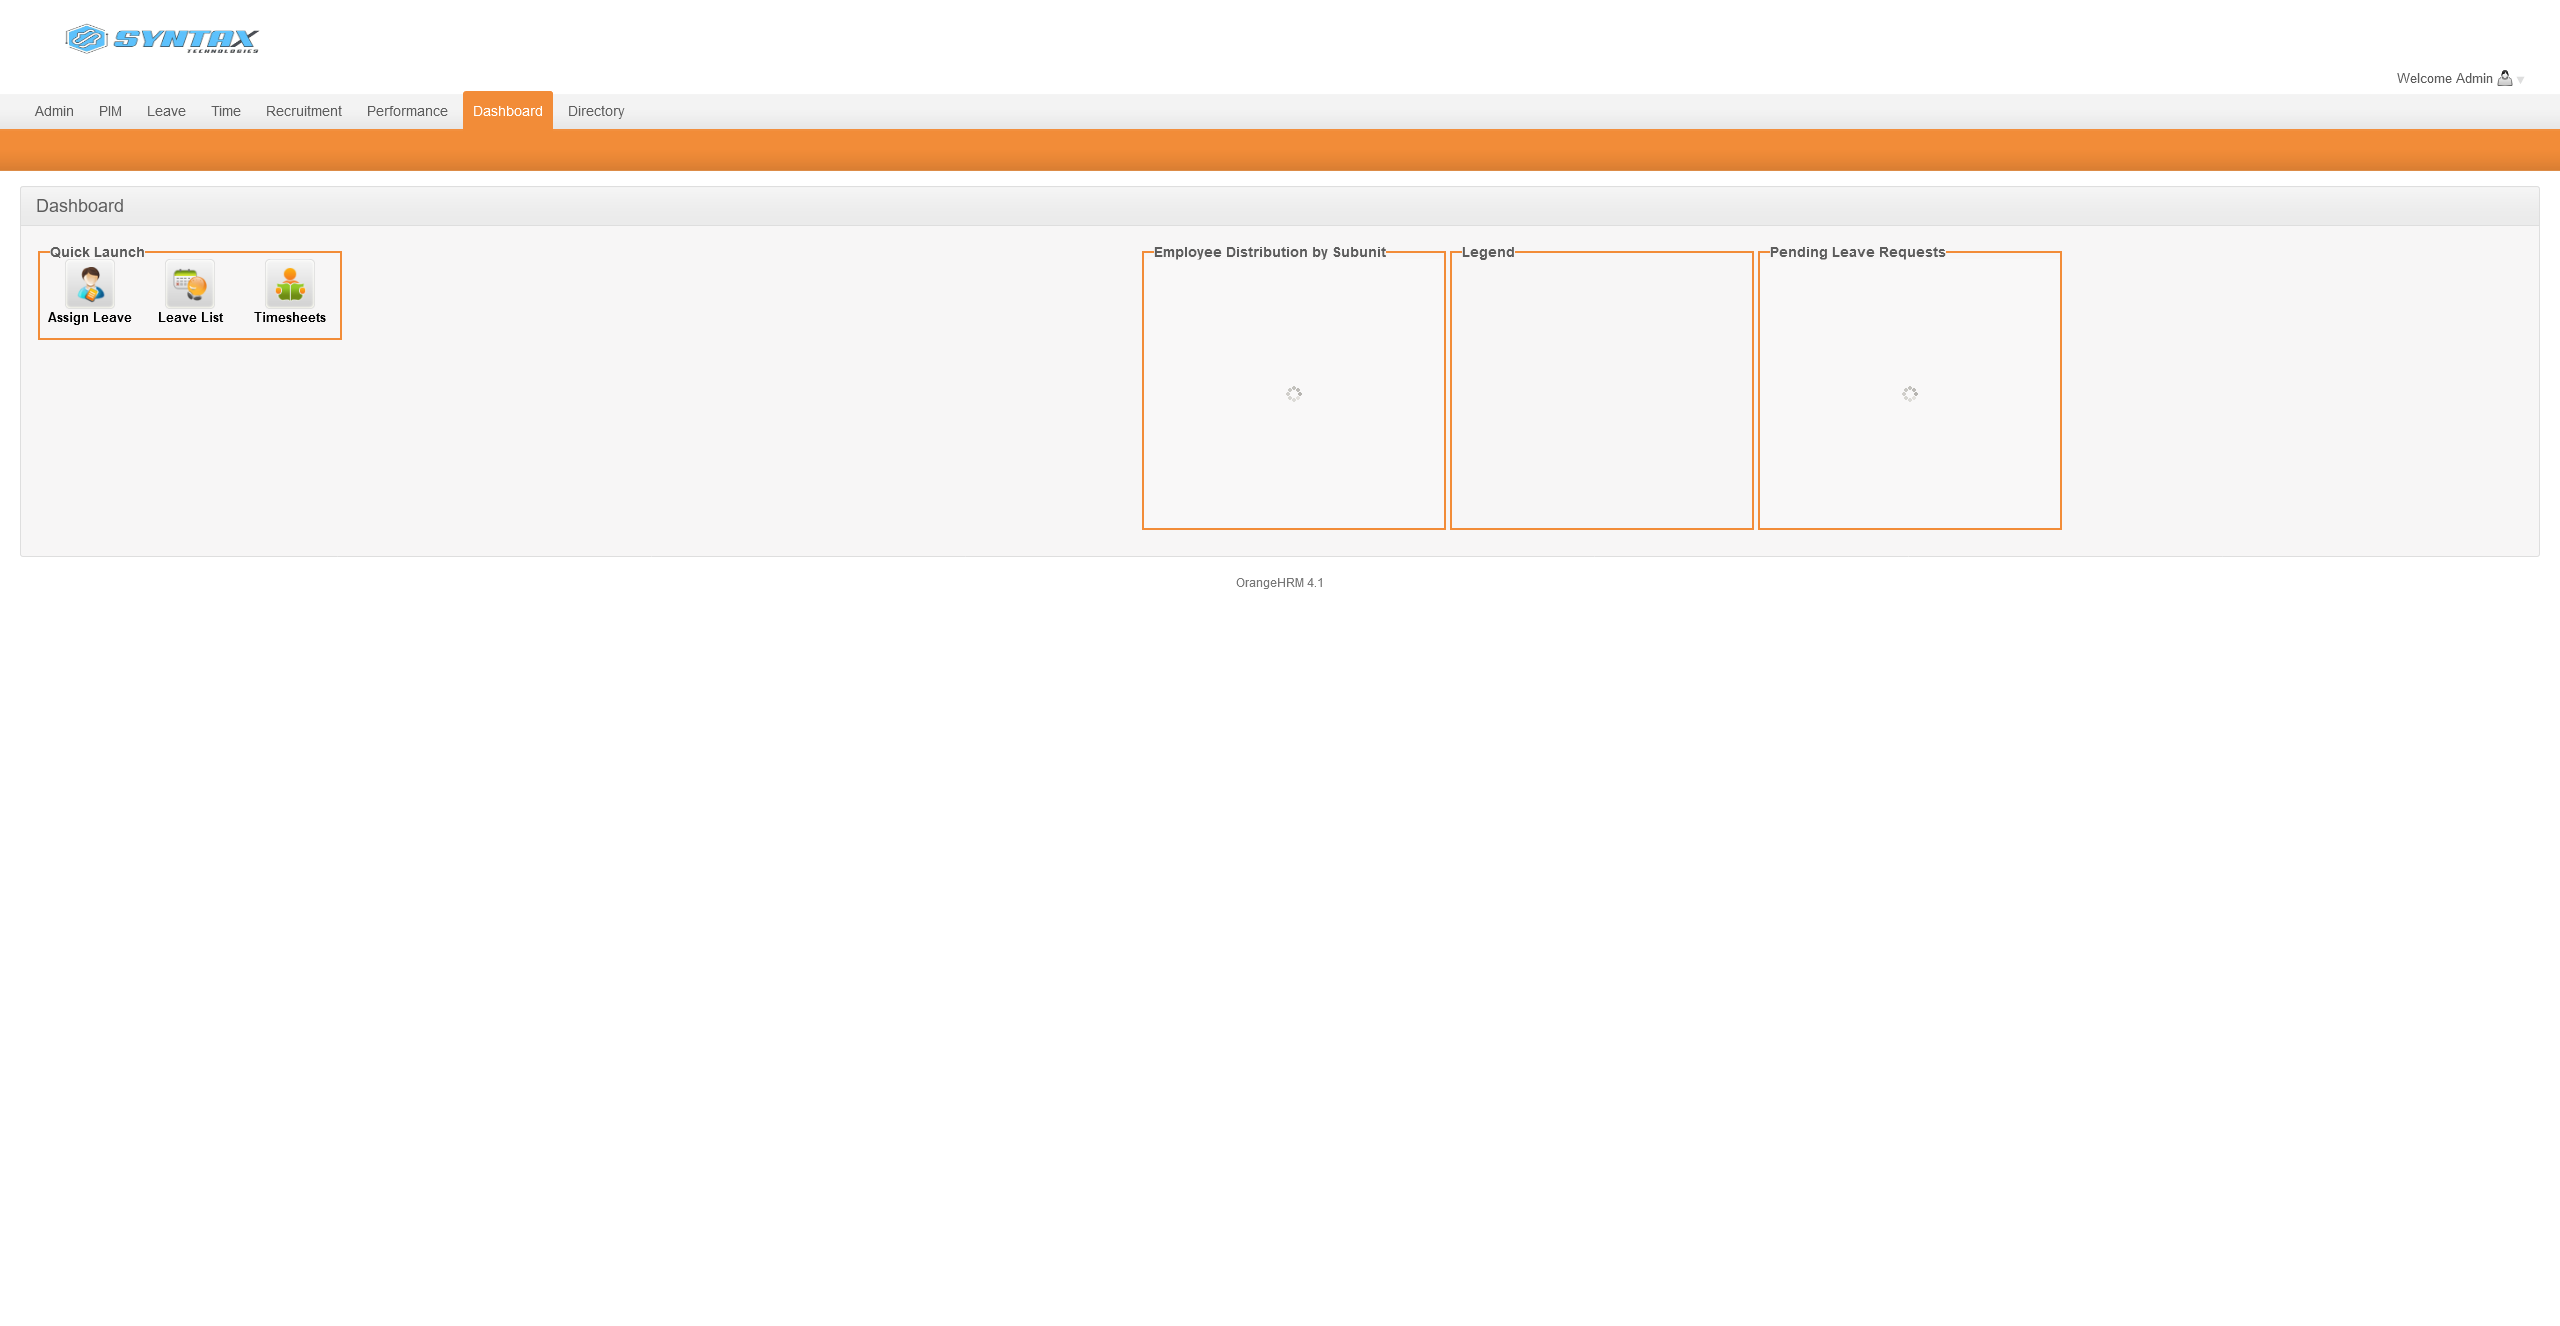 SYNTAX
TECHNOLOGIES
Welcome Admin
Admin PIM Leave Time Recruitment Performance Dashboard Directory
Dashboard
Quick Launch
Assign Leave Leave List Timesheets
Employee Distribution by Subunit
Legend
Pending Leave Requests
OrangeHRM 4.1